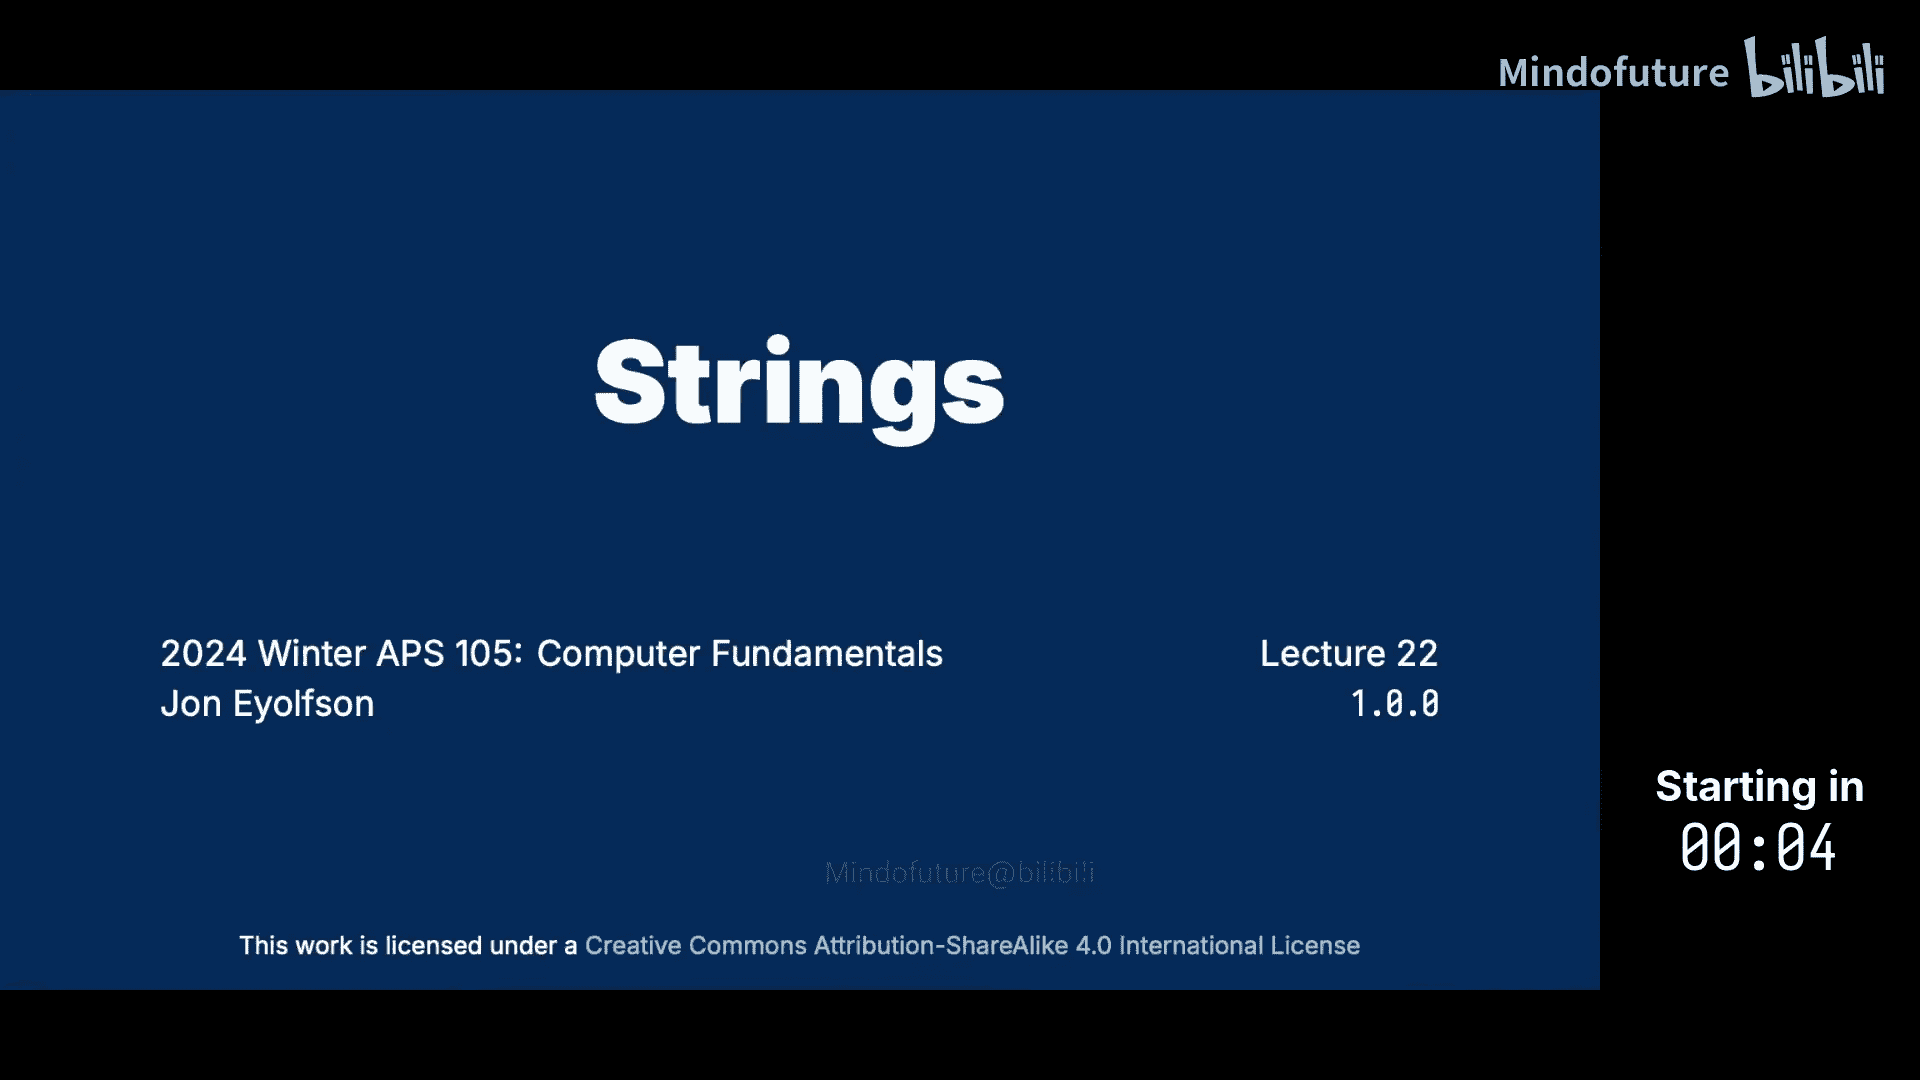 Mindofuture bilibili
Strings
2024 Winter APS 105: Computer Fundamentals
Lecture 22
Jon Eyolfson
1.0.0
Starting in
00:04
Mindofuture@bilibili
This work is licensed under a Creative Commons Attribution-ShareAlike 4.0 International License